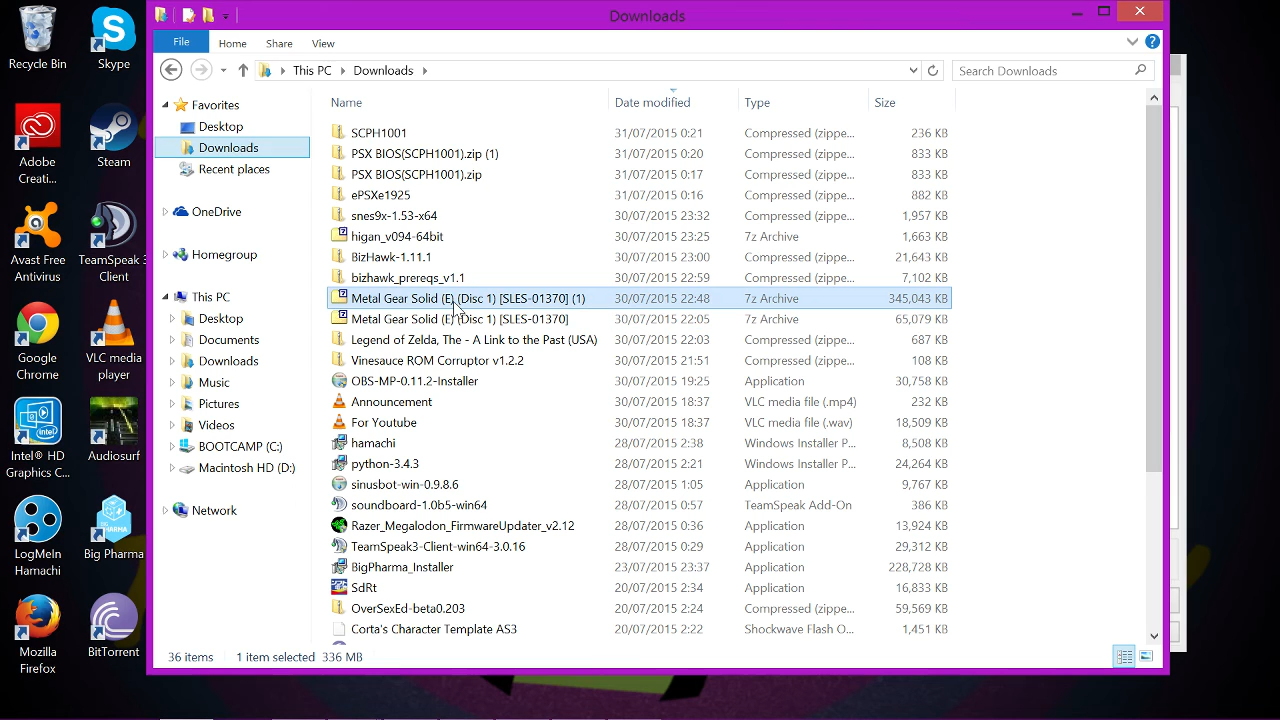 Downloads
File Home Share View
This PC Downloads
Search Downloads
Recycle Bin
Skype
Adobe Creati...
Steam
Avast Free Antivirus
TeamSpeak 3 Client
Google Chrome
VLC media player
Intel® HD Graphics C...
Audiosurf
LogMeIn Hamachi
Big Pharma
Mozilla Firefox
BitTorrent
Favorites
Desktop
Downloads
Recent places
OneDrive
Homegroup
This PC
Desktop
Documents
Downloads
Music
Pictures
Videos
BOOTCAMP (C:)
Macintosh HD (D:)
Network
Name Date modified Type Size
SCPH1001 31/07/2015 0:21 Compressed (zippe... 236 KB
PSX BIOS(SCPH1001).zip (1) 31/07/2015 0:20 Compressed (zippe... 833 KB
PSX BIOS(SCPH1001).zip 31/07/2015 0:17 Compressed (zippe... 833 KB
ePSXe1925 31/07/2015 0:16 Compressed (zippe... 882 KB
snes9x-1.53-x64 30/07/2015 23:32 Compressed (zippe... 1,957 KB
higan_v094-64bit 30/07/2015 23:25 7z Archive 1,663 KB
BizHawk-1.11.1 30/07/2015 23:00 Compressed (zippe... 21,643 KB
bizhawk_prereqs_v1.1 30/07/2015 22:59 Compressed (zippe... 7,102 KB
Metal Gear Solid (E) (Disc 1) [SLES-01370] (1) 30/07/2015 22:48 7z Archive 345,043 KB
Metal Gear Solid (E) (Disc 1) [SLES-01370] 30/07/2015 22:05 7z Archive 65,079 KB
Legend of Zelda, The - A Link to the Past (USA) 30/07/2015 22:03 Compressed (zippe... 687 KB
Vinesauce ROM Corruptor v1.2.2 30/07/2015 21:51 Compressed (zippe... 108 KB
OBS-MP-0.11.2-Installer 30/07/2015 19:25 Application 30,758 KB
Announcement 30/07/2015 18:37 VLC media file (.mp4) 232 KB
For Youtube 30/07/2015 18:37 VLC media file (.wav) 18,509 KB
hamachi 28/07/2015 2:38 Windows Installer P... 8,508 KB
python-3.4.3 28/07/2015 2:21 Windows Installer P... 24,264 KB
sinusbot-win-0.9.8.6 28/07/2015 1:05 Application 9,767 KB
soundboard-1.0b5-win64 28/07/2015 0:57 TeamSpeak Add-On 386 KB
Razer_Megalodon_FirmwareUpdater_v2.12 28/07/2015 0:36 Application 13,924 KB
TeamSpeak3-Client-win64-3.0.16 28/07/2015 0:29 Application 29,312 KB
BigPharma_Installer 23/07/2015 23:37 Application 228,728 KB
SdRt 20/07/2015 2:34 Application 16,833 KB
OverSexEd-beta0.203 20/07/2015 2:24 Compressed (zippe... 59,569 KB
Corta's Character Template AS3 20/07/2015 2:22 Shockwave Flash O... 1,451 KB
36 items 1 item selected 336 MB